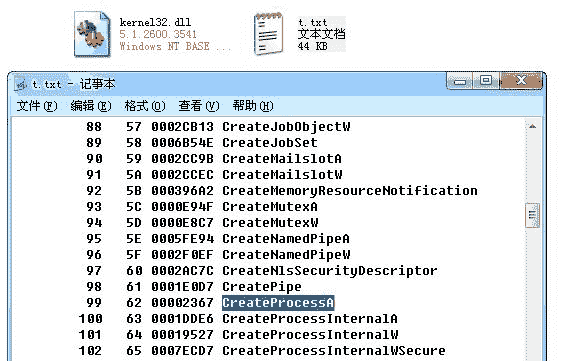 kernel32.dll
5.1.2600.3541
Windows NT BASE ...
t.txt
文本文档
44 KB
t.txt - 记事本
文件(F) 编辑(E) 格式(O) 查看(V) 帮助(H)
88 57 0002CB13 CreateJobObjectW
89 58 0006B54E CreateJobSet
90 59 0002CC9B CreateMailslotA
91 5A 0002CCEC CreateMailslotW
92 5B 000396A2 CreateMemoryResourceNotification
93 5C 0000E94F CreateMutexA
94 5D 0000E8C7 CreateMutexW
95 5E 0005FE94 CreateNamedPipeA
96 5F 0002F0EF CreateNamedPipeW
97 60 0002AC7C CreateNlsSecurityDescriptor
98 61 0001E0D7 CreatePipe
99 62 00002367 CreateProcessA
100 63 0001DDE6 CreateProcessInternalA
101 64 00019527 CreateProcessInternalW
102 65 0007ECD7 CreateProcessInternalWSecure